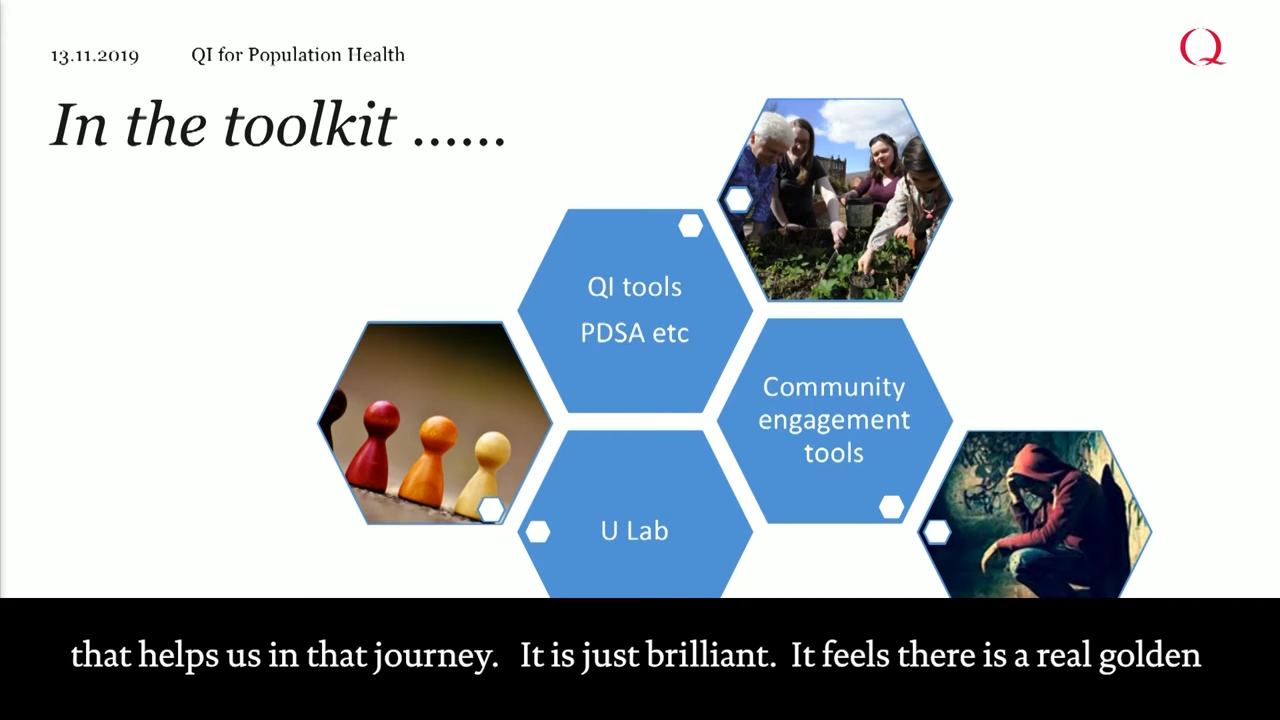 13.11.2019 QI for Population Health
Q
In the toolkit ......
QI tools
PDSA etc
Community
engagement
tools
U Lab
that helps us in that journey. It is just brilliant. It feels there is a real golden